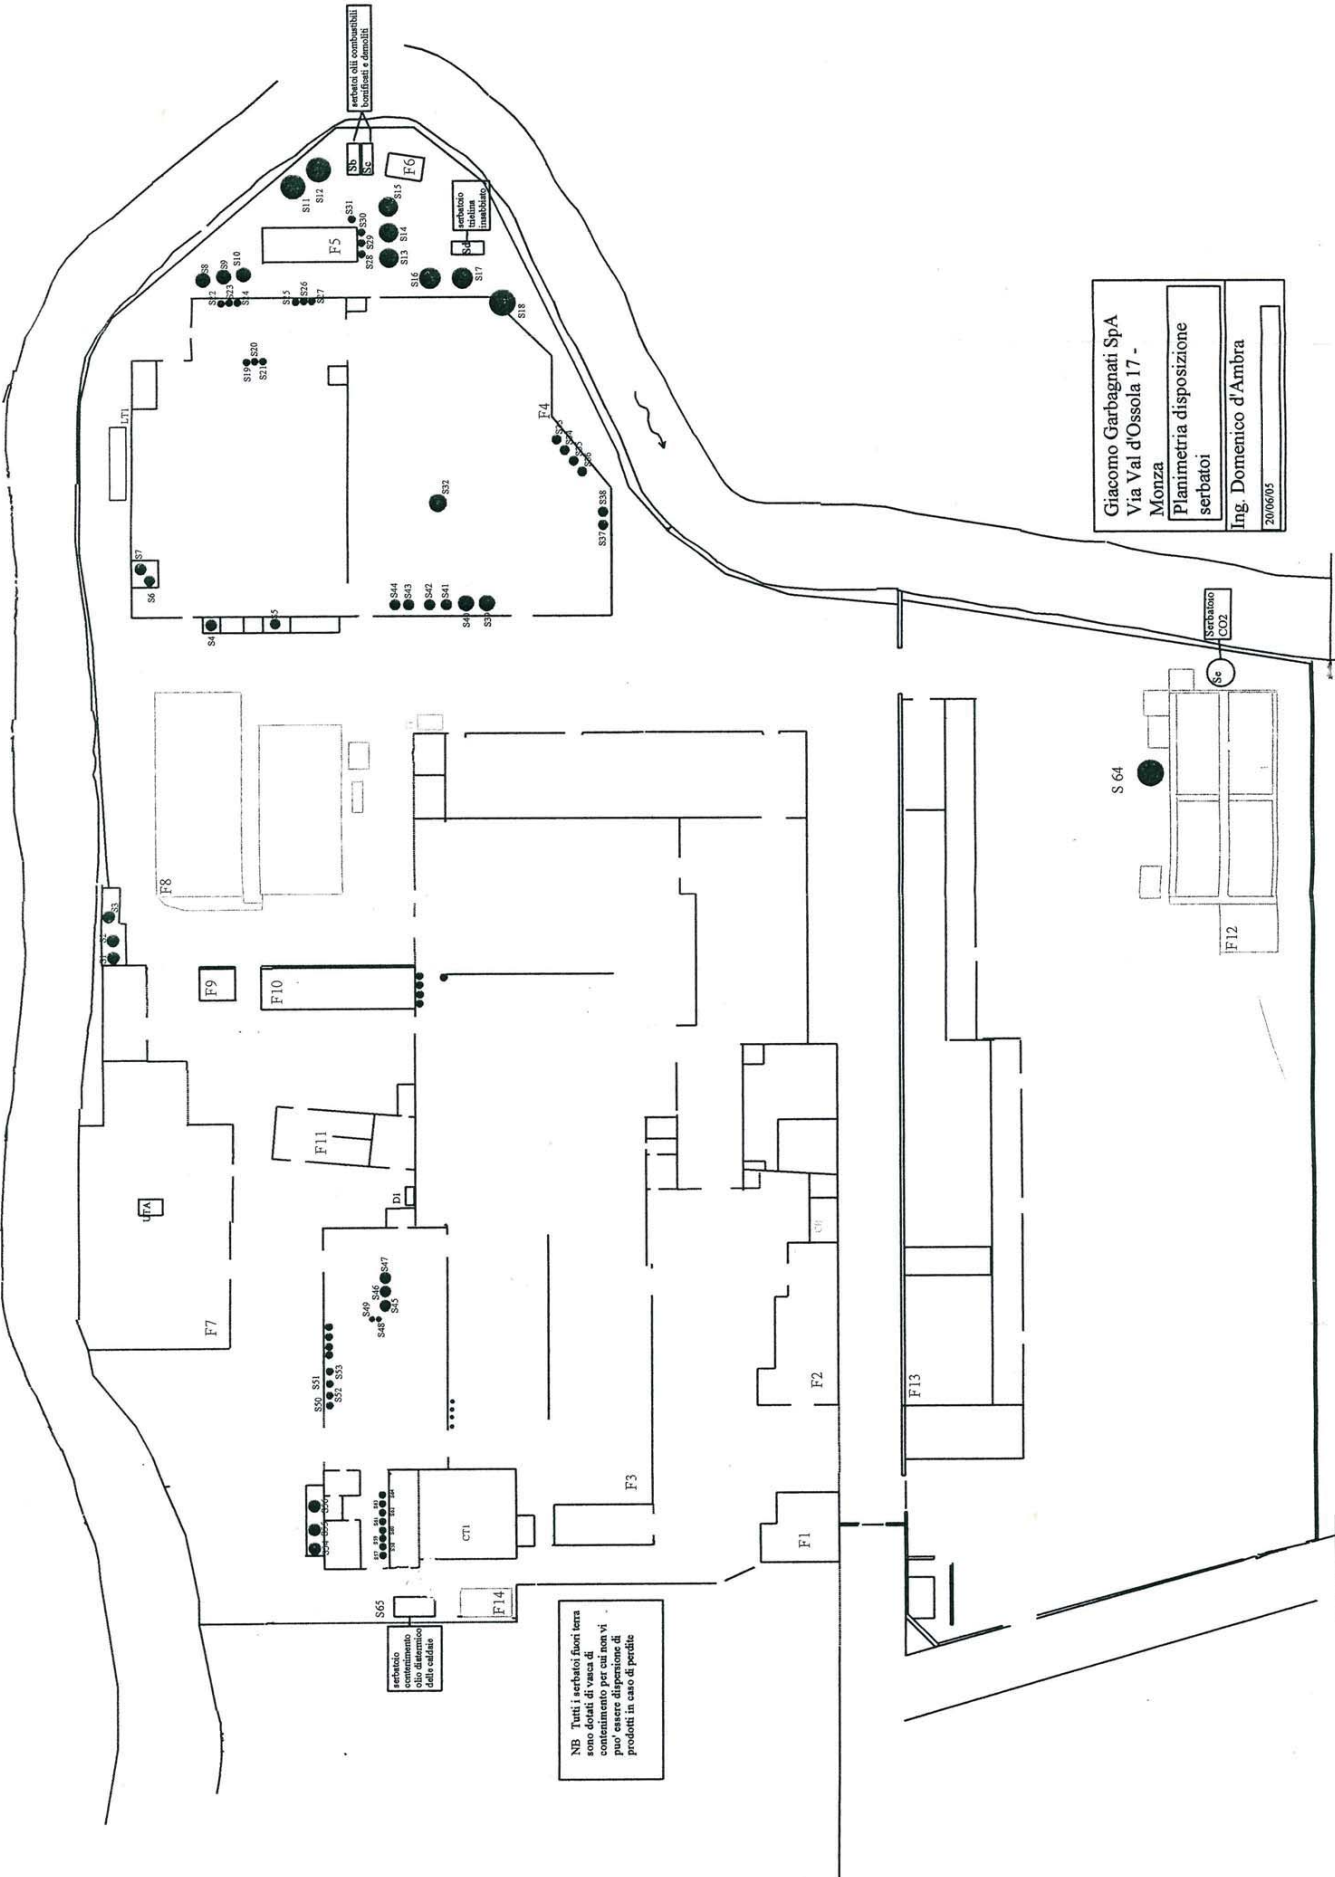 serbatoi olii combustibili
bonificati e demoliti
Sb
Sc
F6
S11
S12
S31
S30
S29
S28
F5
S15
S14
S13
serbatoio
trielina
insabbiato
Sd
S8
S9
S10
S22
S23
S24
S25
S26
S27
S16
S17
S18
S19
S20
S21
LT1
F4
S7
S6
S32
S37
S38
S4
S44
S43
S42
S41
S40
S39
Giacomo Garbagnati SpA
Via Val d'Ossola 17 -
Monza
Planimetria disposizione
serbatoi
Ing. Domenico d'Ambra
20/06/05
Serbatoio
CO2
Se
S 64
F8
S1
S2
S3
F9
F10
F12
F11
D1
UTA
F7
S47
S46
S45
S49
S48
S51
S53
S50
S52
F2
F13
F3
CT1
F1
S65
F14
serbatoio
contenimento
olio diatermico
delle caldaie
NB Tutti i serbatoi fuori terra
sono dotati di vasca di
contenimento per cui non vi
puo' essere dispersione di
prodotti in caso di perdite